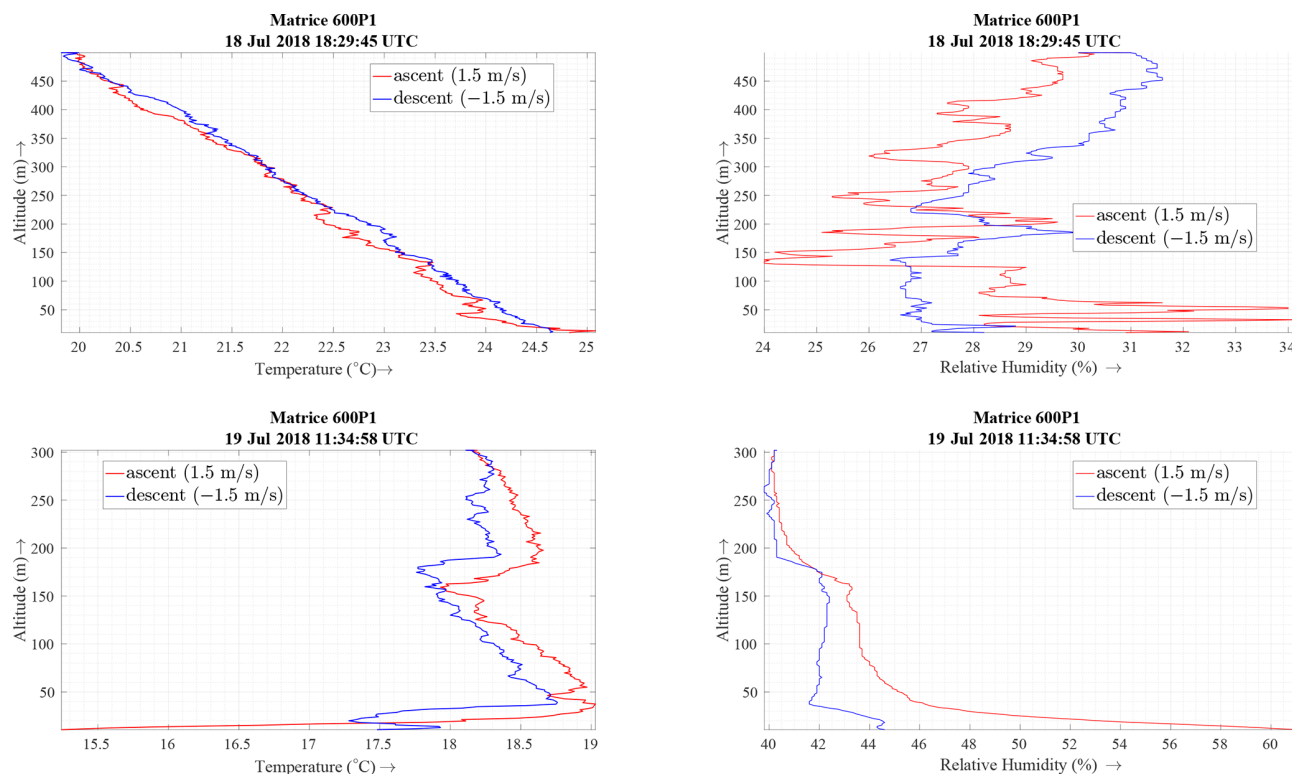 Matrice 600P1
18 Jul 2018 18:29:45 UTC
450
400
350
300
250
200
150
100
50
Altitude (m) →
ascent (1.5 m/s)
descent (−1.5 m/s)
20 20.5 21 21.5 22 22.5 23 23.5 24 24.5 25
Temperature (°C)→
Matrice 600P1
18 Jul 2018 18:29:45 UTC
450
400
350
300
250
200
150
100
50
Altitude (m) →
ascent (1.5 m/s)
descent (−1.5 m/s)
24 25 26 27 28 29 30 31 32 33 34
Relative Humidity (%) →
Matrice 600P1
19 Jul 2018 11:34:58 UTC
300
250
200
150
100
50
Altitude (m) →
ascent (1.5 m/s)
descent (−1.5 m/s)
15.5 16 16.5 17 17.5 18 18.5 19
Temperature (°C)→
Matrice 600P1
19 Jul 2018 11:34:58 UTC
300
250
200
150
100
50
Altitude (m) →
ascent (1.5 m/s)
descent (−1.5 m/s)
40 42 44 46 48 50 52 54 56 58 60
Relative Humidity (%) →